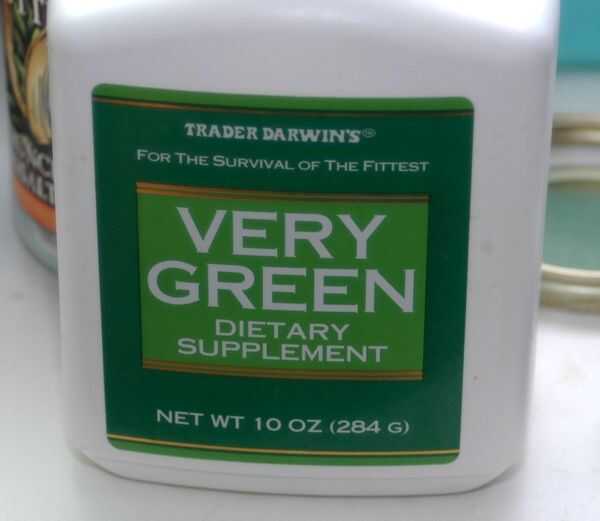 TRADER DARWIN'S®
FOR THE SURVIVAL OF THE FITTEST
VERY
GREEN
DIETARY
SUPPLEMENT
NET WT 10 OZ (284 G)